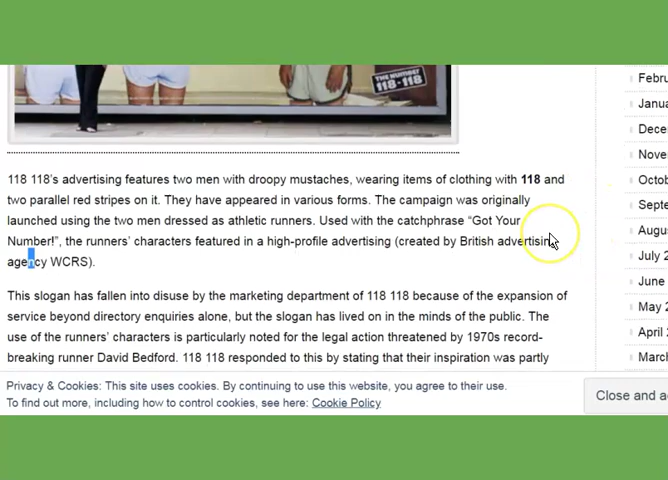 THE NUMBER
118-118
118 118's advertising features two men with droopy mustaches, wearing items of clothing with 118 and
two parallel red stripes on it. They have appeared in various forms. The campaign was originally
launched using the two men dressed as athletic runners. Used with the catchphrase “Got Your
Number!”, the runners’ characters featured in a high-profile advertising (created by British advertising
agency WCRS).
This slogan has fallen into disuse by the marketing department of 118 118 because of the expansion of
service beyond directory enquiries alone, but the slogan has lived on in the minds of the public. The
use of the runners’ characters is particularly noted for the legal action threatened by 1970s record-
breaking runner David Bedford. 118 118 responded to this by stating that their inspiration was partly
Febru
Janua
Decer
Nover
Octob
Septe
Augus
July 2
June
May 2
April 2
March
Privacy & Cookies: This site uses cookies. By continuing to use this website, you agree to their use.
To find out more, including how to control cookies, see here: Cookie Policy
Close and a